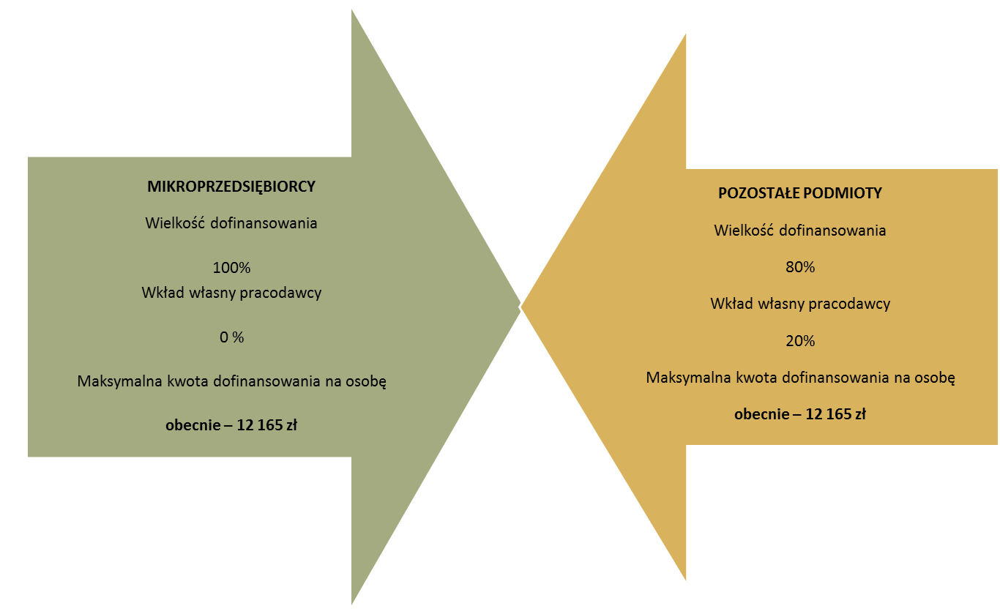 MIKROPRZEDSIĘBIORCY
Wielkość dofinansowania
100%
Wkład własny pracodawcy
0 %
Maksymalna kwota dofinansowania na osobę
obecnie – 12 165 zł
POZOSTAŁE PODMIOTY
Wielkość dofinansowania
80%
Wkład własny pracodawcy
20%
Maksymalna kwota dofinansowania na osobę
obecnie – 12 165 zł